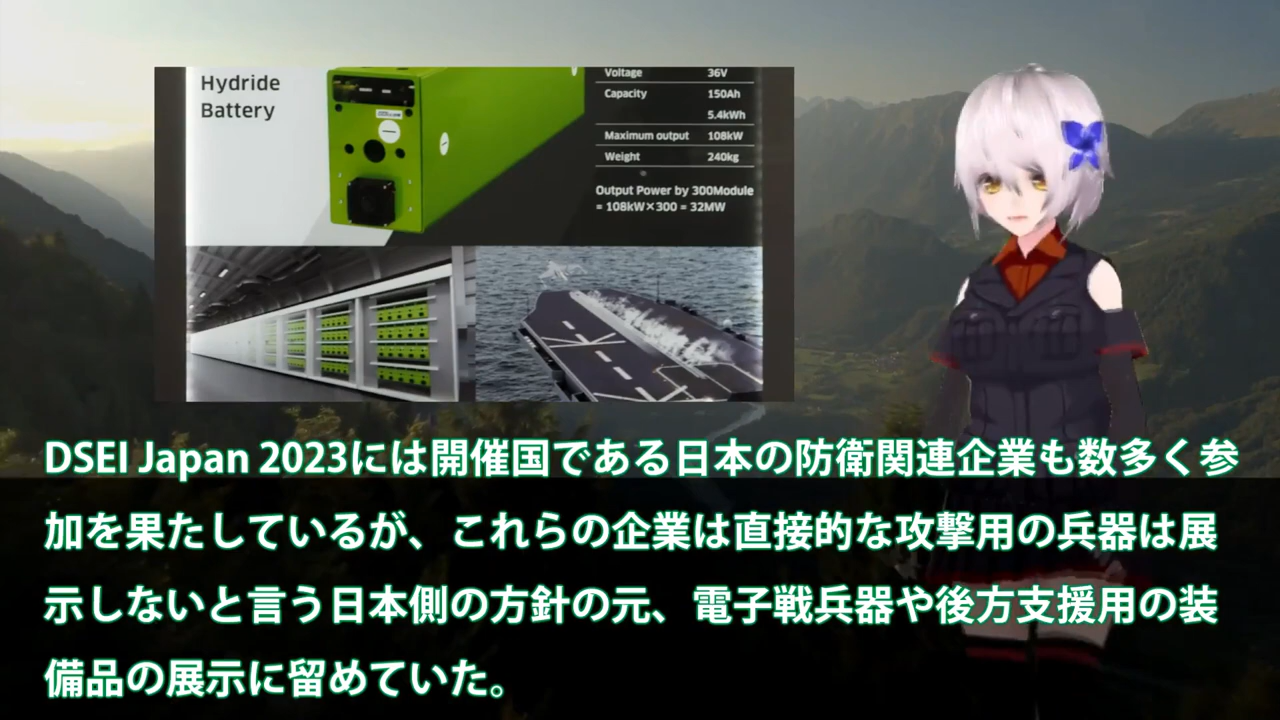 Hydride
Battery
Voltage 36V
Capacity 150Ah
5.4kWh
Maximum output 108kW
Weight 240kg
Output Power by 300Module
= 108kW×300 = 32MW
DSEI Japan 2023には開催国である日本の防衛関連企業も数多く参
加を果たしているが、これらの企業は直接的な攻撃用の兵器は展
示しないと言う日本側の方針の元、電子戦兵器や後方支援用の装
備品の展示に留めていた。